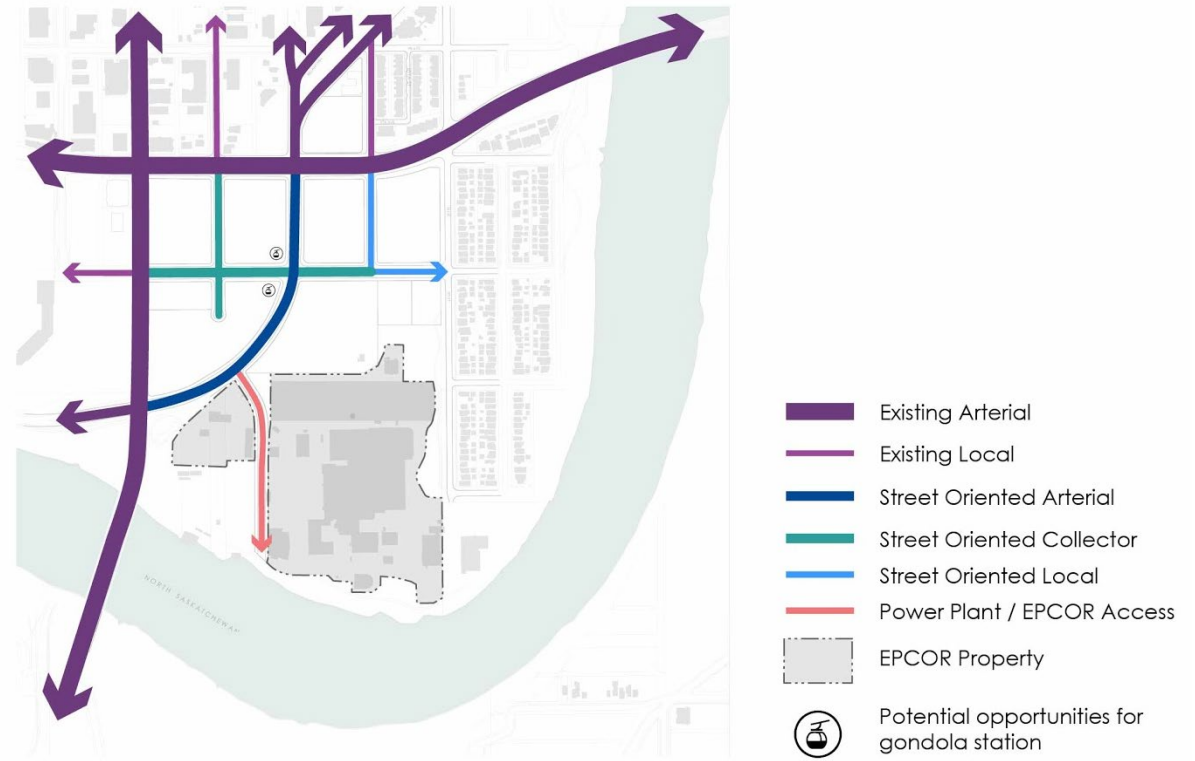 NORTH SASKATCHEWAN
Existing Arterial
Existing Local
Street Oriented Arterial
Street Oriented Collector
Street Oriented Local
Power Plant / EPCOR Access
EPCOR Property
Potential opportunities for
gondola station